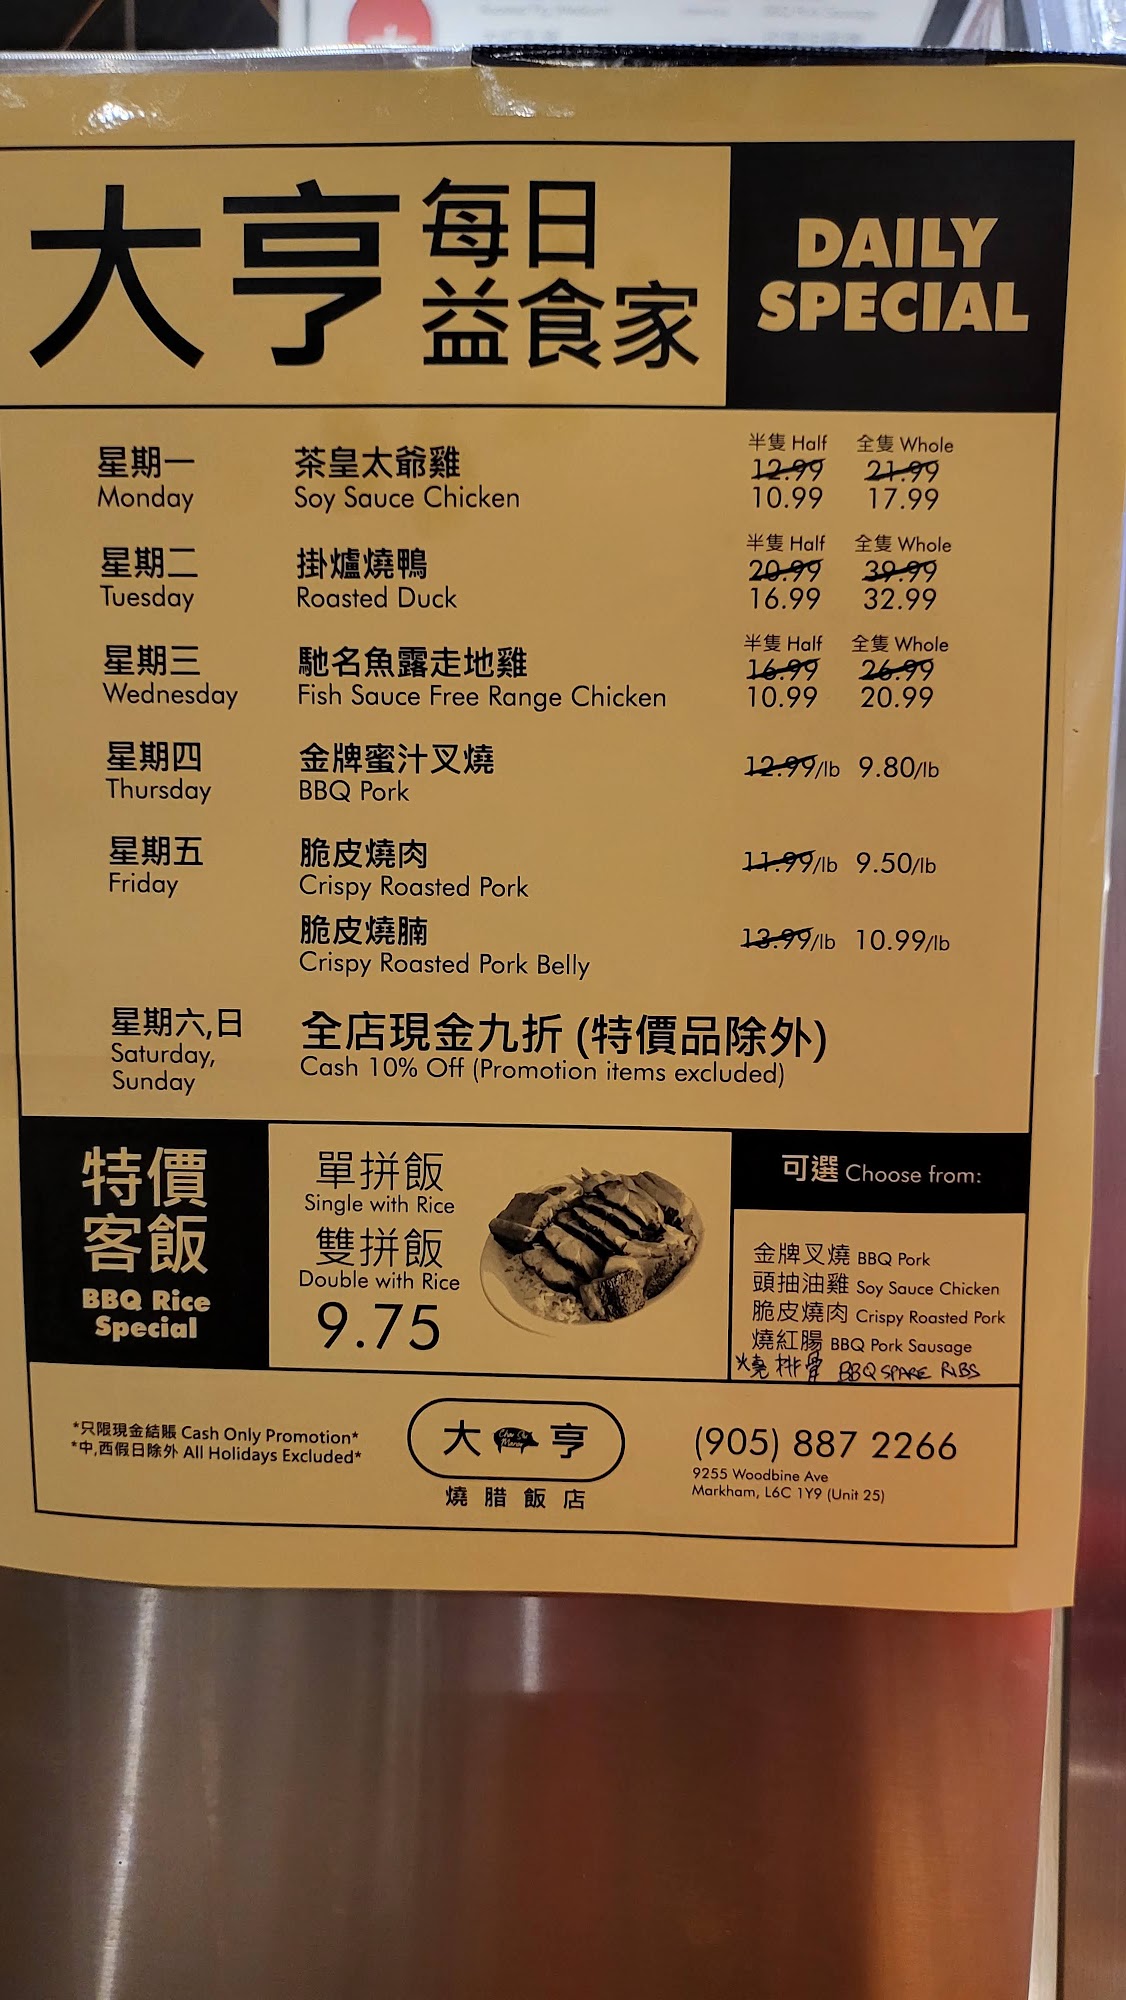 大亨 每日
益食家
DAILY
SPECIAL
半隻 Half 全隻 Whole
星期一 茶皇太爺雞 12.99 21.99
Monday Soy Sauce Chicken 10.99 17.99
半隻 Half 全隻 Whole
星期二 掛爐燒鴨 20.99 39.99
Tuesday Roasted Duck 16.99 32.99
半隻 Half 全隻 Whole
星期三 馳名魚露走地雞 16.99 26.99
Wednesday Fish Sauce Free Range Chicken 10.99 20.99
星期四 金牌蜜汁叉燒 12.99/lb 9.80/lb
Thursday BBQ Pork
星期五 脆皮燒肉 11.99/lb 9.50/lb
Friday Crispy Roasted Pork
脆皮燒腩 13.99/lb 10.99/lb
Crispy Roasted Pork Belly
星期六,日 全店現金九折 (特價品除外)
Saturday, Cash 10% Off (Promotion items excluded)
Sunday
特價
客飯
BBQ Rice
Special
單拼飯
Single with Rice
雙拼飯
Double with Rice
9.75
可選 Choose from:
金牌叉燒 BBQ Pork
頭抽油雞 Soy Sauce Chicken
脆皮燒肉 Crispy Roasted Pork
燒紅腸 BBQ Pork Sausage
燒排骨 BBQ SPARE RIBS
*只限現金結賬 Cash Only Promotion*
*中,西假日除外 All Holidays Excluded*
大 亨
燒腊飯店
(905) 887 2266
9255 Woodbine Ave
Markham, L6C 1Y9 (Unit 25)